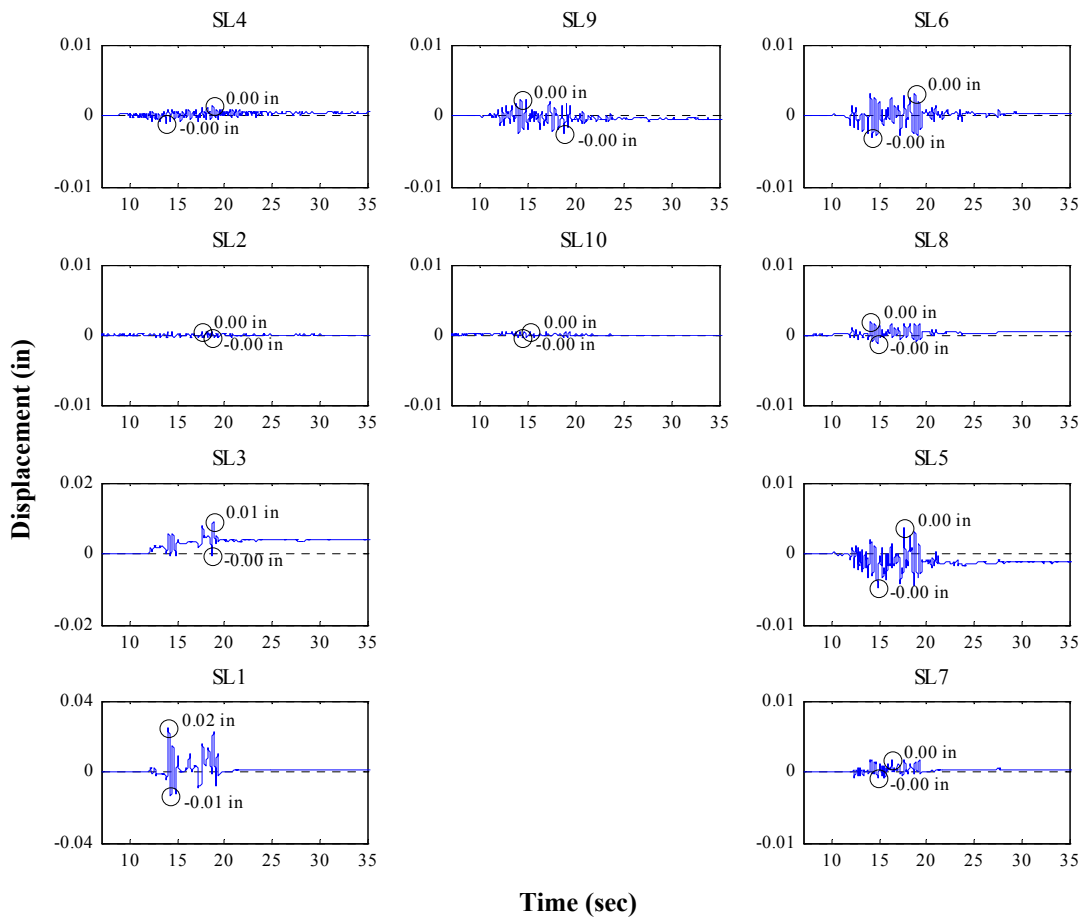 SL4
SL9
SL6
0.01
0
-0.01
0.00 in
-0.00 in
10 15 20 25 30 35
0.01
0
-0.01
0.00 in
-0.00 in
10 15 20 25 30 35
0.01
0
-0.01
0.00 in
-0.00 in
10 15 20 25 30 35
SL2
SL10
SL8
0.01
0
-0.01
0.00 in
-0.00 in
10 15 20 25 30 35
0.01
0
-0.01
0.00 in
-0.00 in
10 15 20 25 30 35
0.01
0
-0.01
0.00 in
-0.00 in
10 15 20 25 30 35
Displacement (in)
SL3
SL5
0.02
0
-0.02
0.01 in
-0.00 in
10 15 20 25 30 35
0.01
0
-0.01
0.00 in
-0.00 in
10 15 20 25 30 35
SL1
SL7
0.04
0
-0.04
0.02 in
-0.01 in
10 15 20 25 30 35
0.01
0
-0.01
0.00 in
-0.00 in
10 15 20 25 30 35
Time (sec)